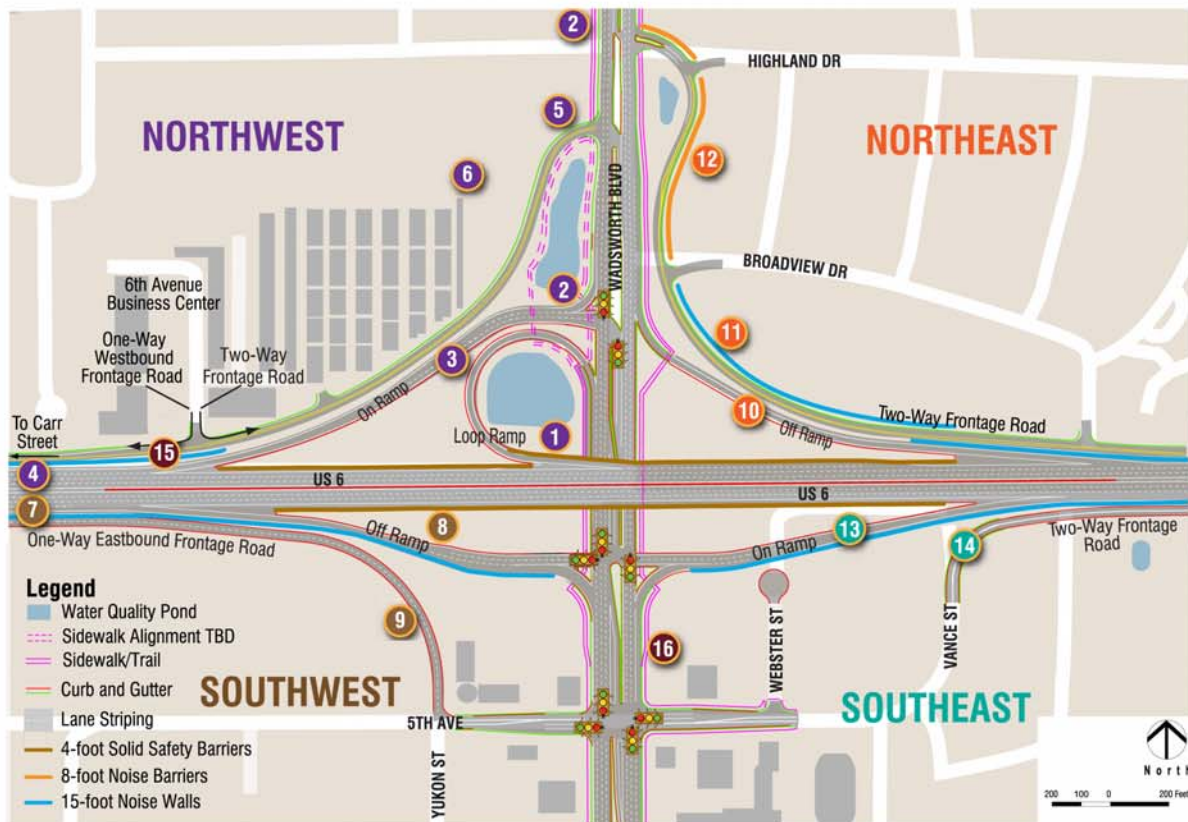 2
HIGHLAND DR
5
NORTHWEST
NORTHEAST
12
6
WADSWORTH BLVD
BROADVIEW DR
6th Avenue
Business Center
2
One-Way
Westbound
Frontage Road
Two-Way
Frontage Road
3
11
On Ramp
10
Two-Way Frontage Road
To Carr
Street
15
Loop Ramp
1
Off Ramp
4
US 6
US 6
7
8
13
One-Way Eastbound Frontage Road
Off Ramp
On Ramp
14
Two-Way Frontage
Road
Legend
Water Quality Pond
Sidewalk Alignment TBD
Sidewalk/Trail
Curb and Gutter
Lane Striping
4-foot Solid Safety Barriers
8-foot Noise Barriers
15-foot Noise Walls
9
16
WEBSTER ST
VANCE ST
SOUTHWEST
SOUTHEAST
5TH AVE
YUKON ST
North
200 100 0 200 Feet